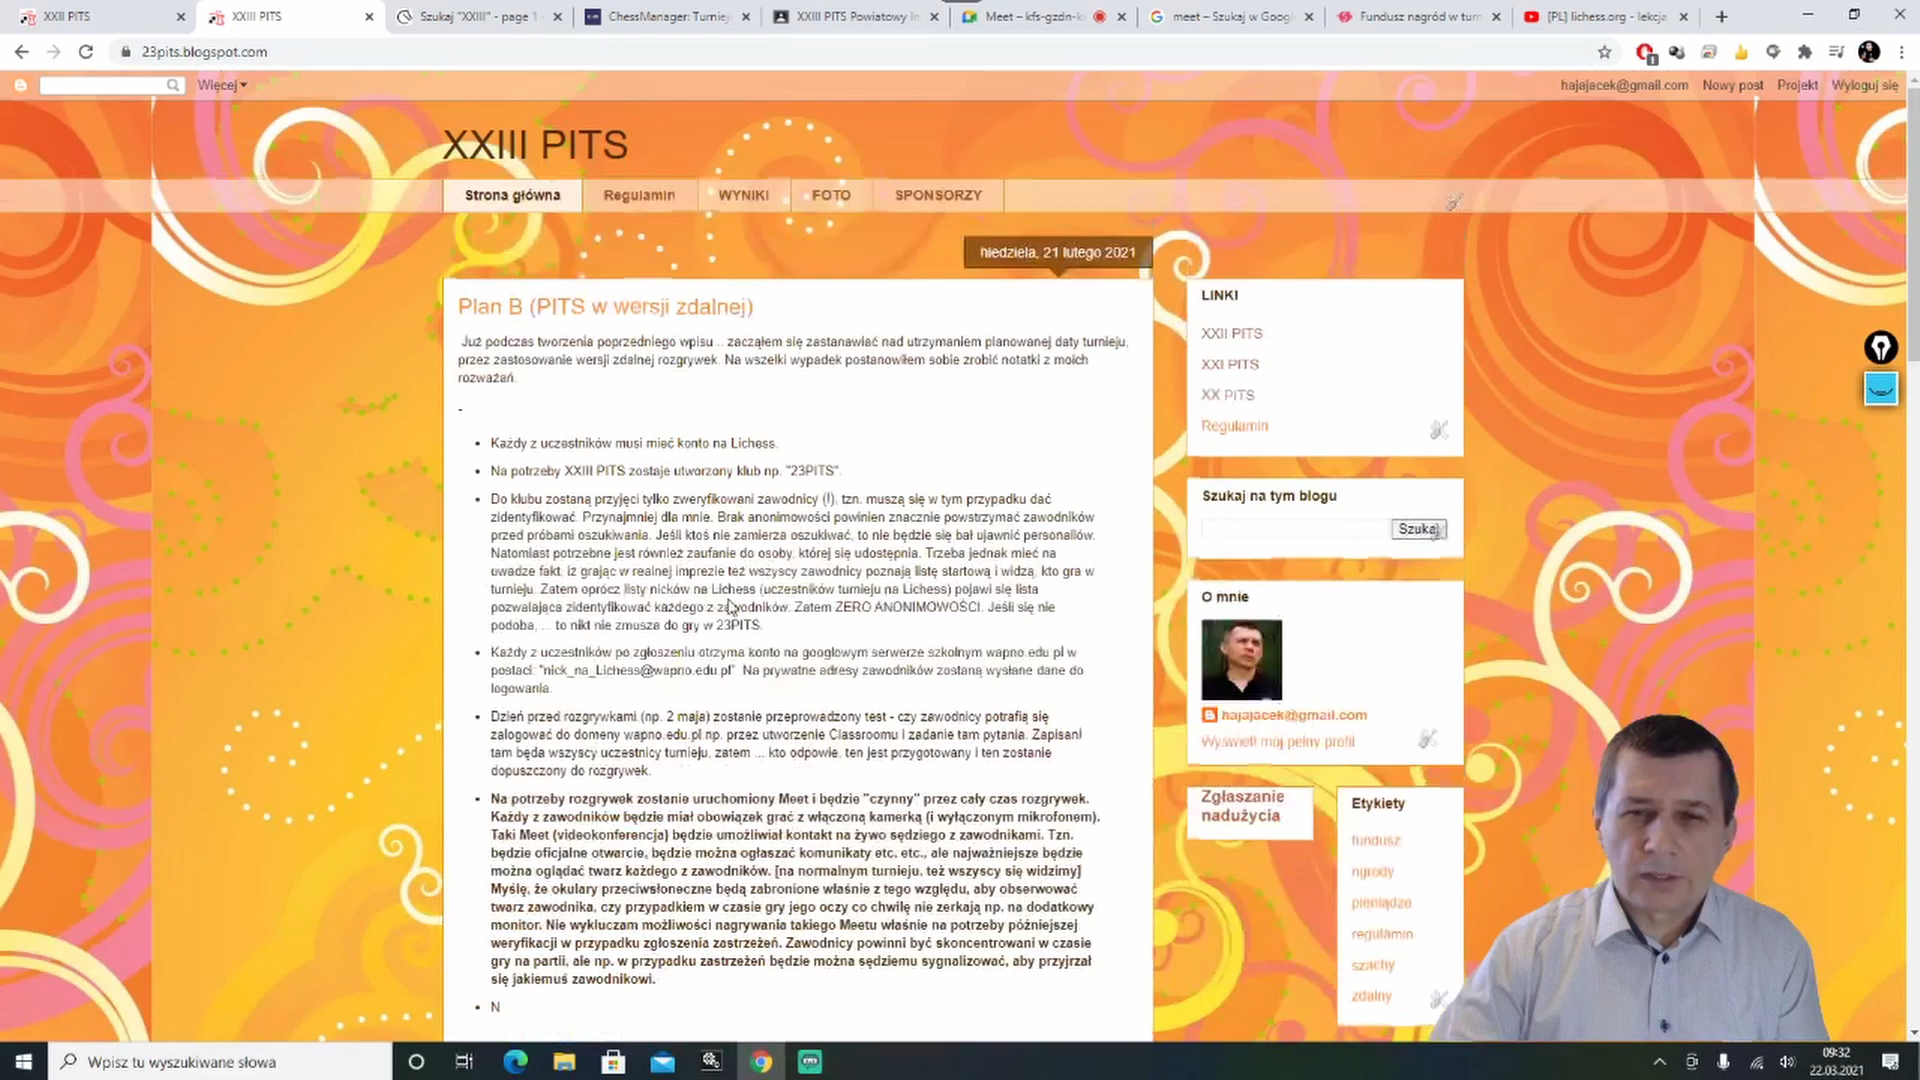 XXIII PITS
XXIII PITS
Szukaj "XXIII" - page 1
ChessManager: Turniej
XXIII PITS Powiatowy In
Meet – kfs-gzdn-k
meet – Szukaj w Goog
Fundusz nagród w turn
[PL] lichess.org - lekcja
23pits.blogspot.com
Więcej
hajajacek@gmail.com Nowy post Projekt Wyloguj się
XXIII PITS
Strona główna Regulamin WYNIKI FOTO SPONSORZY
niedziela, 21 lutego 2021
Plan B (PITS w wersji zdalnej)
Już podczas tworzenia poprzedniego wpisu .. zacząłem się zastanawiać nad utrzymaniem planowanej daty turnieju,
przez zastosowanie wersji zdalnej rozgrywek. Na wszelki wypadek postanowiłem sobie zrobić notatki z moich
rozważań.
-
• Każdy z uczestników musi mieć konto na Lichess.
• Na potrzeby XXIII PITS zostaje utworzony klub np. "23PITS".
• Do klubu zostaną przyjęci tylko zweryfikowani zawodnicy (!), tzn. muszą się w tym przypadku dać
zidentyfikować. Przynajmniej dla mnie. Brak anonimowości powinien znacznie powstrzymać zawodników
przed próbami oszukiwania. Jeśli ktoś nie zamierza oszukiwać, to nie będzie się bał ujawnić personaliów.
Natomiast potrzebne jest również zaufanie do osoby, której się udostępnia. Trzeba jednak mieć na
uwadze fakt, iż grając w realnej imprezie też wszyscy zawodnicy poznają listę startową i widzą, kto gra w
turnieju. Zatem oprócz listy nicków na Lichess (uczestników turnieju na Lichess) pojawi się lista
pozwalająca zidentyfikować każdego z zawodników. Zatem ZERO ANONIMOWOŚCI. Jeśli się nie
podoba, ... to nikt nie zmusza do gry w 23PITS.
• Każdy z uczestników po zgłoszeniu otrzyma konto na googlowym serwerze szkolnym wapno.edu.pl w
postaci: "nick_na_Lichess@wapno.edu.pl" Na prywatne adresy zawodników zostaną wysłane dane do
logowania.
• Dzień przed rozgrywkami (np. 2 maja) zostanie przeprowadzony test - czy zawodnicy potrafią się
zalogować do domeny wapno.edu.pl np. przez utworzenie Classroomu i zadanie tam pytania. Zapisani
tam będa wszyscy uczestnicy turnieju, zatem ... kto odpowie, ten jest przygotowany i ten zostanie
dopuszczony do rozgrywek.
• Na potrzeby rozgrywek zostanie uruchomiony Meet i będzie "czynny" przez cały czas rozgrywek.
Każdy z zawodników będzie miał obowiązek grać z włączoną kamerką (i wyłączonym mikrofonem).
Taki Meet (videokonferencja) będzie umożliwiał kontakt na żywo sędziego z zawodnikami. Tzn.
będzie oficjalne otwarcie, będzie można ogłaszać komunikaty etc. etc., ale najważniejsze będzie
można oglądać twarz każdego z zawodników. [na normalnym turnieju, też wszyscy się widzimy]
Myślę, że okulary przeciwsłoneczne będą zabronione właśnie z tego względu, aby obserwować
twarz zawodnika, czy przypadkiem w czasie gry jego oczy co chwilę nie zerkają np. na dodatkowy
monitor. Nie wykluczam możliwości nagrywania takiego Meetu właśnie na potrzeby późniejszej
weryfikacji w przypadku zgłoszenia zastrzeżeń. Zawodnicy powinni być skoncentrowani w czasie
gry na partii, ale np. w przypadku zastrzeżeń będzie można sędziemu sygnalizować, aby przyjrzał
się jakiemuś zawodnikowi.
• N
LINKI
XXII PITS
XXI PITS
XX PITS
Regulamin
Szukaj na tym blogu
Szukaj
O mnie
hajajacek@gmail.com
Wyświetl mój pełny profil
Zgłaszanie
nadużycia
Etykiety
fundusz
ngrody
pieniądze
regulamin
szachy
zdalny
Wpisz tu wyszukiwane słowa
09:32
22.03.2021